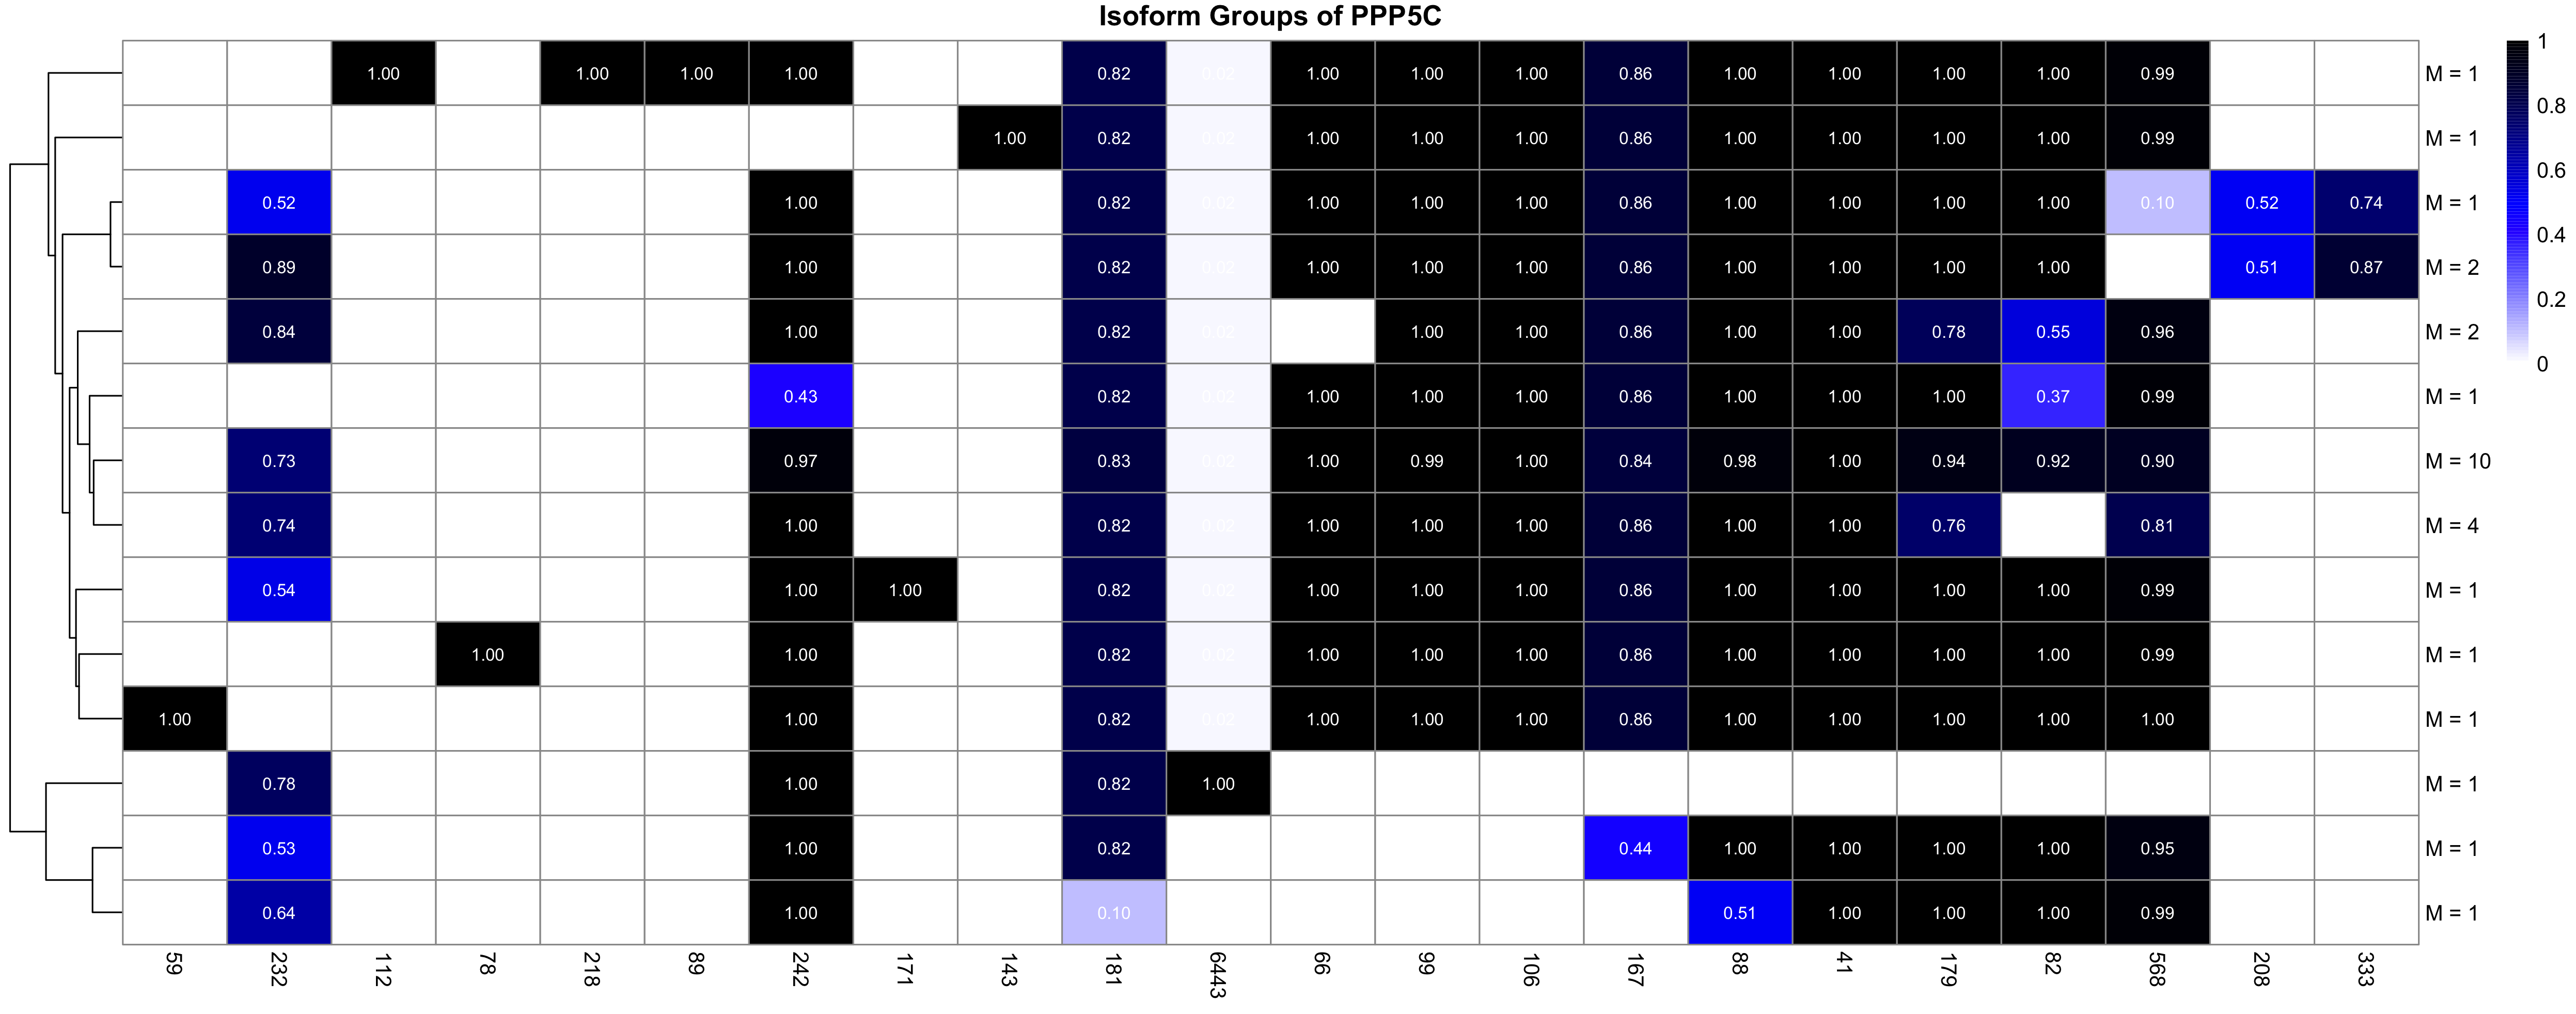 Isoform Groups of PPP5C
1.00 1.00 1.00 1.00 0.82 0.02 1.00 1.00 1.00 0.86 1.00 1.00 1.00 1.00 0.99 M = 1
1.00 0.82 0.02 1.00 1.00 1.00 0.86 1.00 1.00 1.00 1.00 0.99 M = 1
0.52 1.00 0.82 0.02 1.00 1.00 1.00 0.86 1.00 1.00 1.00 1.00 0.10 0.52 0.74 M = 1
0.89 1.00 0.82 0.02 1.00 1.00 1.00 0.86 1.00 1.00 1.00 1.00 0.51 0.87 M = 2
0.84 1.00 0.82 0.02 1.00 1.00 0.86 1.00 1.00 0.78 0.55 0.96 M = 2
0.43 0.82 0.02 1.00 1.00 1.00 0.86 1.00 1.00 1.00 0.37 0.99 M = 1
0.73 0.97 0.83 0.02 1.00 0.99 1.00 0.84 0.98 1.00 0.94 0.92 0.90 M = 10
0.74 1.00 0.82 0.02 1.00 1.00 1.00 0.86 1.00 1.00 0.76 0.81 M = 4
0.54 1.00 1.00 0.82 0.02 1.00 1.00 1.00 0.86 1.00 1.00 1.00 1.00 0.99 M = 1
1.00 1.00 0.82 0.02 1.00 1.00 1.00 0.86 1.00 1.00 1.00 1.00 0.99 M = 1
1.00 1.00 0.82 0.02 1.00 1.00 1.00 0.86 1.00 1.00 1.00 1.00 1.00 M = 1
0.78 1.00 0.82 1.00 M = 1
0.53 1.00 0.82 0.44 1.00 1.00 1.00 1.00 0.95 M = 1
0.64 1.00 0.10 0.51 1.00 1.00 1.00 0.99 M = 1
59 2332 112 78 218 89 2442 171 143 181 6443 66 99 106 167 88 41 179 82 568 208 333
1
0.8
0.6
0.4
0.2
0